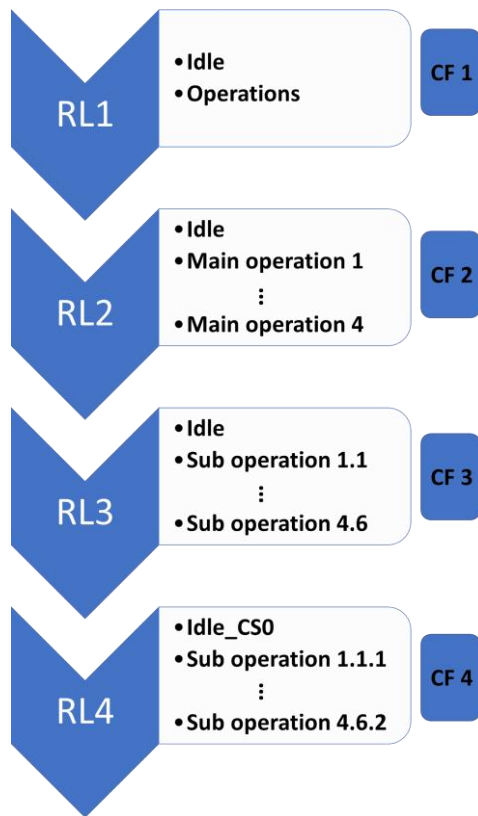 RL1
•Idle
•Operations
CF 1
RL2
•Idle
•Main operation 1
⋮
•Main operation 4
CF 2
RL3
•Idle
•Sub operation 1.1
⋮
•Sub operation 4.6
CF 3
RL4
•Idle_CS0
•Sub operation 1.1.1
⋮
•Sub operation 4.6.2
CF 4